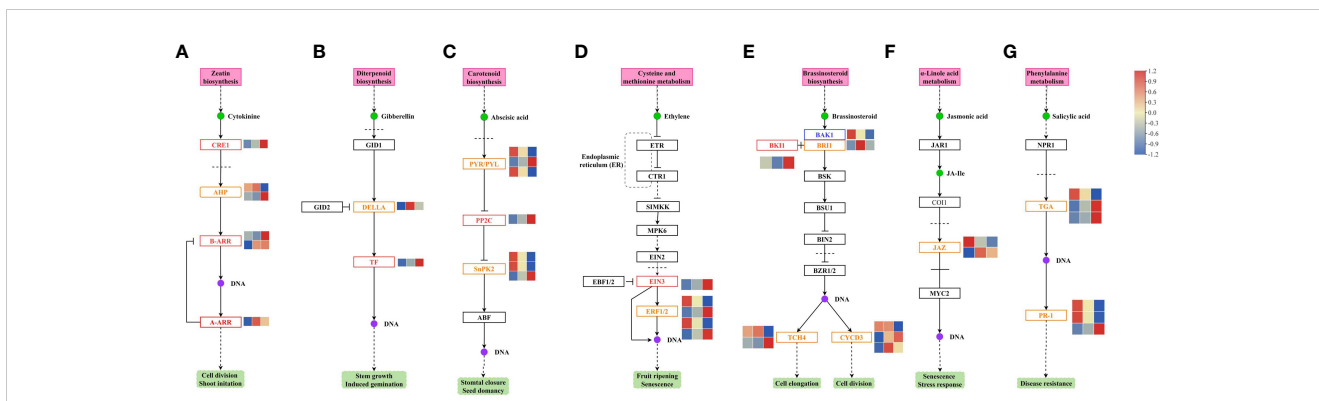 A
B
C
D
E
F
G
Zeatin
biosynthesis
Cytokinine
CRE1
AHP
B-ARR
DNA
A-ARR
Cell division
Shoot initation
Diterpenoid
biosynthesis
Gibberellin
GID1
GID2
DELLA
TF
DNA
Stem growth
Induced gemination
Carotenoid
biosynthesis
Abscisic acid
PYR/PYL
PP2C
SnPK2
ABF
DNA
Stomtal closure
Seed domancy
Cysteine and
methionine metabolism
Ethylene
ETR
Endoplasmic
reticulum (ER)
CTR1
SIMKK
MPK6
EIN2
EBF1/2
EIN3
ERF1/2
DNA
Fruit ripening
Senescence
Brassinosteroid
biosynthesis
Brassinosteroid
BAK1
BKI1
BRI1
BSK
BSU1
BIN2
BZR1/2
DNA
TCH4
CYCD3
Cell elongation
Cell division
α-Linole acid
metabolism
Jasmonic acid
JAR1
JA-Ile
COI1
JAZ
MYC2
DNA
Senescence
Stress response
Phenylalanine
metabolism
Salicylic acid
NPR1
TGA
DNA
PR-1
Disease resistance
1.2
0.9
0.6
0.3
-0.3
-0.6
-0.9
-1.2